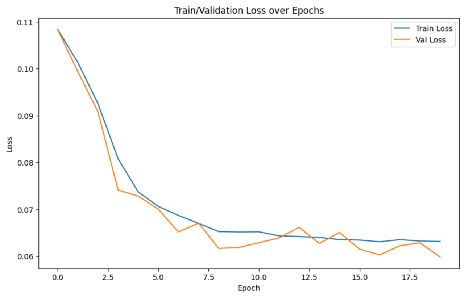 Train/Validation Loss over Epochs
0.11
0.10
0.09
0.08
0.07
0.06
Loss
Train Loss
Val Loss
0.0 2.5 5.0 7.5 10.0 12.5 15.0 17.5
Epoch